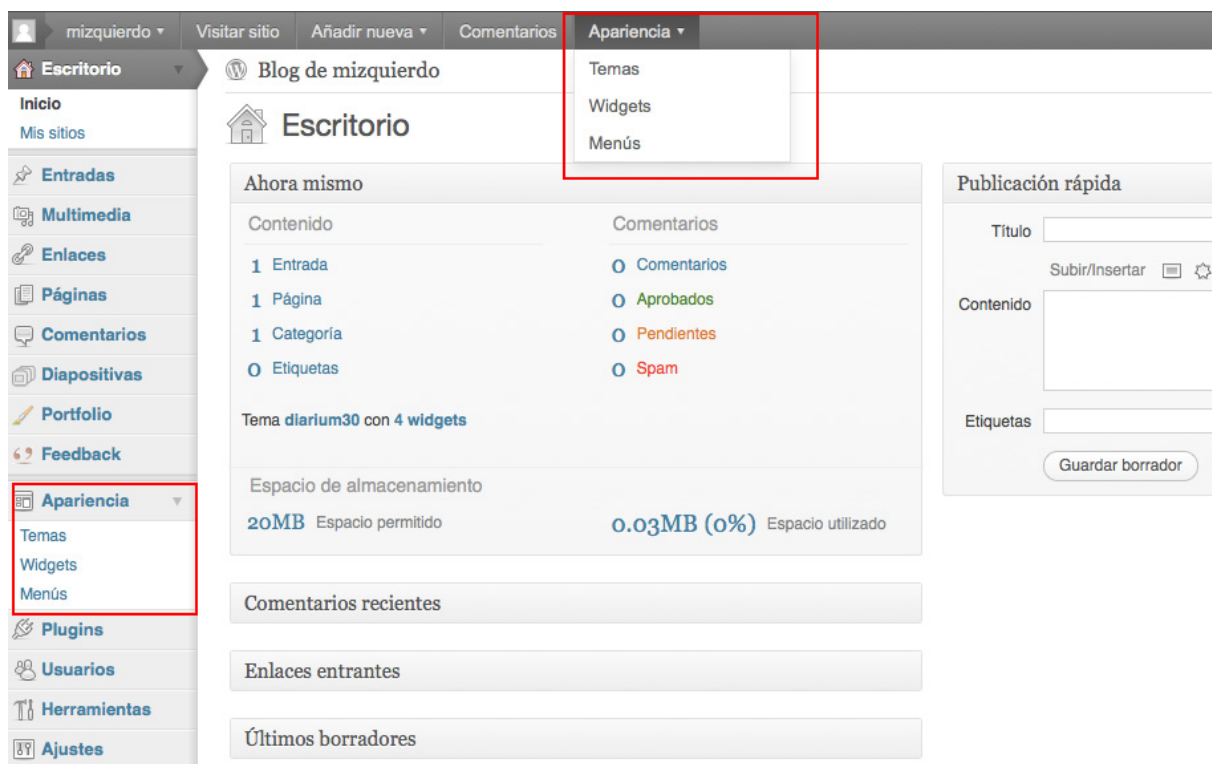 mizquierdo Visitar sitio Añadir nueva Comentarios Apariencia
Temas
Widgets
Menús
Escritorio
Inicio
Mis sitios
Entradas
Multimedia
Enlaces
Páginas
Comentarios
Diapositivas
Portfolio
Feedback
Apariencia
Temas
Widgets
Menús
Plugins
Usuarios
Herramientas
Ajustes
Blog de mizquierdo
Escritorio
Ahora mismo
Contenido
1 Entrada
1 Página
1 Categoría
0 Etiquetas
Comentarios
0 Comentarios
0 Aprobados
0 Pendientes
0 Spam
Tema diarium30 con 4 widgets
Espacio de almacenamiento
20MB Espacio permitido
0.03MB (0%) Espacio utilizado
Comentarios recientes
Enlaces entrantes
Últimos borradores
Publicación rápida
Título
Subir/Insertar
Contenido
Etiquetas
Guardar borrador